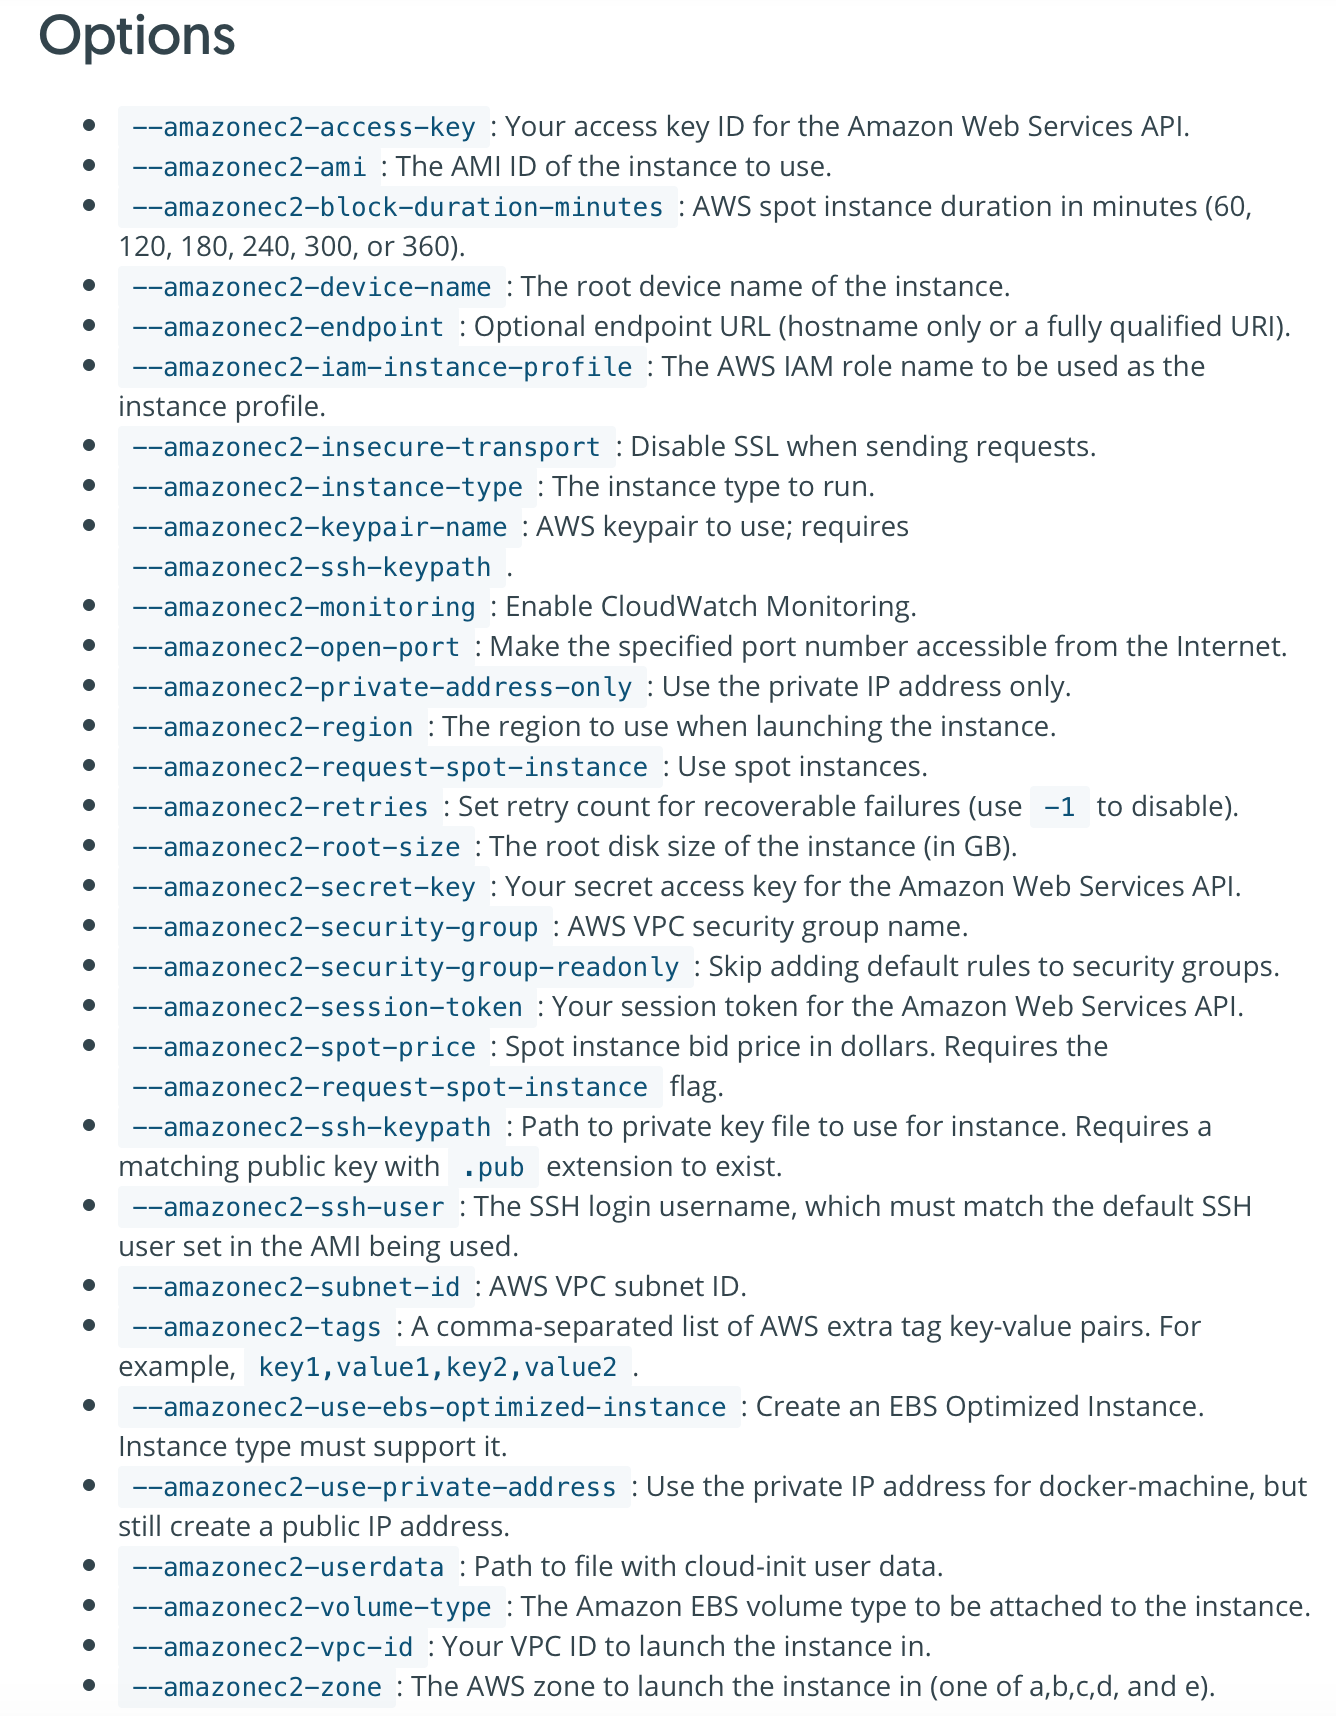 Options
--amazonec2-access-key : Your access key ID for the Amazon Web Services API.
--amazonec2-ami : The AMI ID of the instance to use.
--amazonec2-block-duration-minutes : AWS spot instance duration in minutes (60,
120, 180, 240, 300, or 360).
--amazonec2-device-name : The root device name of the instance.
--amazonec2-endpoint : Optional endpoint URL (hostname only or a fully qualified URI).
--amazonec2-iam-instance-profile : The AWS IAM role name to be used as the
instance profile.
--amazonec2-insecure-transport : Disable SSL when sending requests.
--amazonec2-instance-type : The instance type to run.
--amazonec2-keypair-name : AWS keypair to use; requires
--amazonec2-ssh-keypath .
--amazonec2-monitoring : Enable CloudWatch Monitoring.
--amazonec2-open-port : Make the specified port number accessible from the Internet.
--amazonec2-private-address-only : Use the private IP address only.
--amazonec2-region : The region to use when launching the instance.
--amazonec2-request-spot-instance : Use spot instances.
--amazonec2-retries : Set retry count for recoverable failures (use -1 to disable).
--amazonec2-root-size : The root disk size of the instance (in GB).
--amazonec2-secret-key : Your secret access key for the Amazon Web Services API.
--amazonec2-security-group : AWS VPC security group name.
--amazonec2-security-group-readonly : Skip adding default rules to security groups.
--amazonec2-session-token : Your session token for the Amazon Web Services API.
--amazonec2-spot-price : Spot instance bid price in dollars. Requires the
--amazonec2-request-spot-instance flag.
--amazonec2-ssh-keypath : Path to private key file to use for instance. Requires a
matching public key with .pub extension to exist.
--amazonec2-ssh-user : The SSH login username, which must match the default SSH
user set in the AMI being used.
--amazonec2-subnet-id : AWS VPC subnet ID.
--amazonec2-tags : A comma-separated list of AWS extra tag key-value pairs. For
example, key1,value1,key2,value2 .
--amazonec2-use-ebs-optimized-instance : Create an EBS Optimized Instance.
Instance type must support it.
--amazonec2-use-private-address : Use the private IP address for docker-machine, but
still create a public IP address.
--amazonec2-userdata : Path to file with cloud-init user data.
--amazonec2-volume-type : The Amazon EBS volume type to be attached to the instance.
--amazonec2-vpc-id : Your VPC ID to launch the instance in.
--amazonec2-zone : The AWS zone to launch the instance in (one of a,b,c,d, and e).